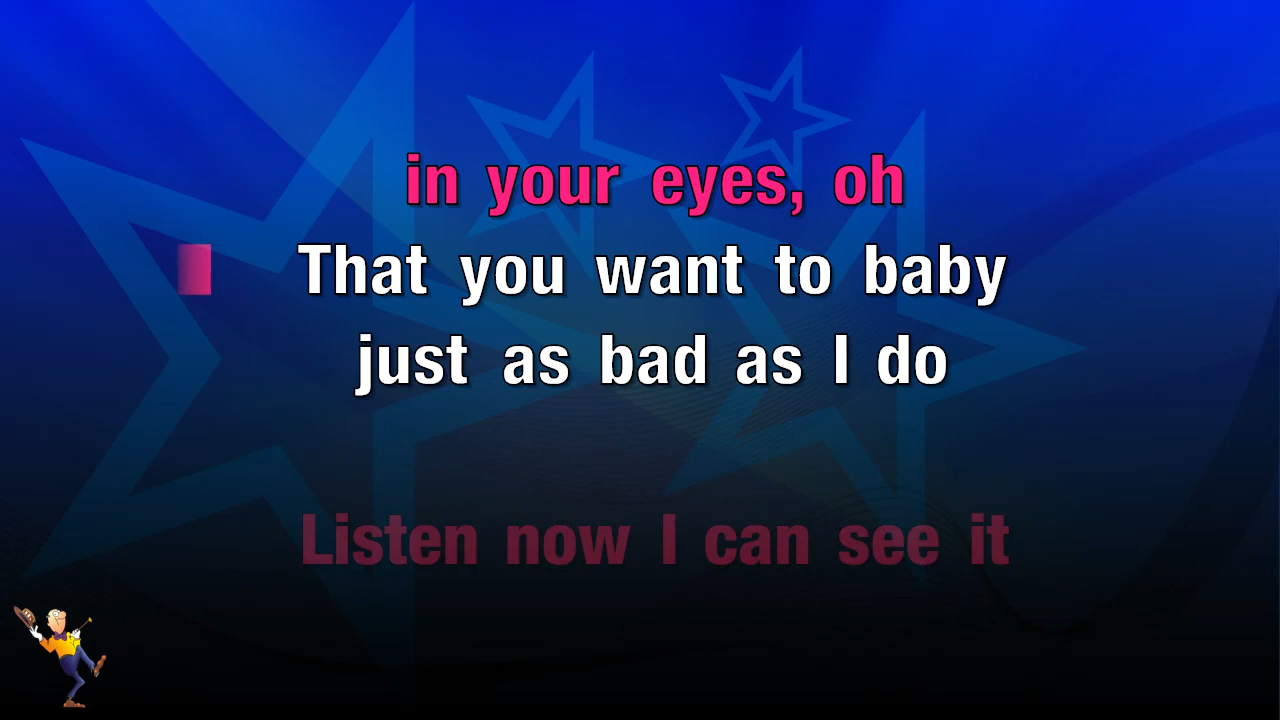 in your eyes, oh
That you want to baby
just as bad as I do
Listen now I can see it